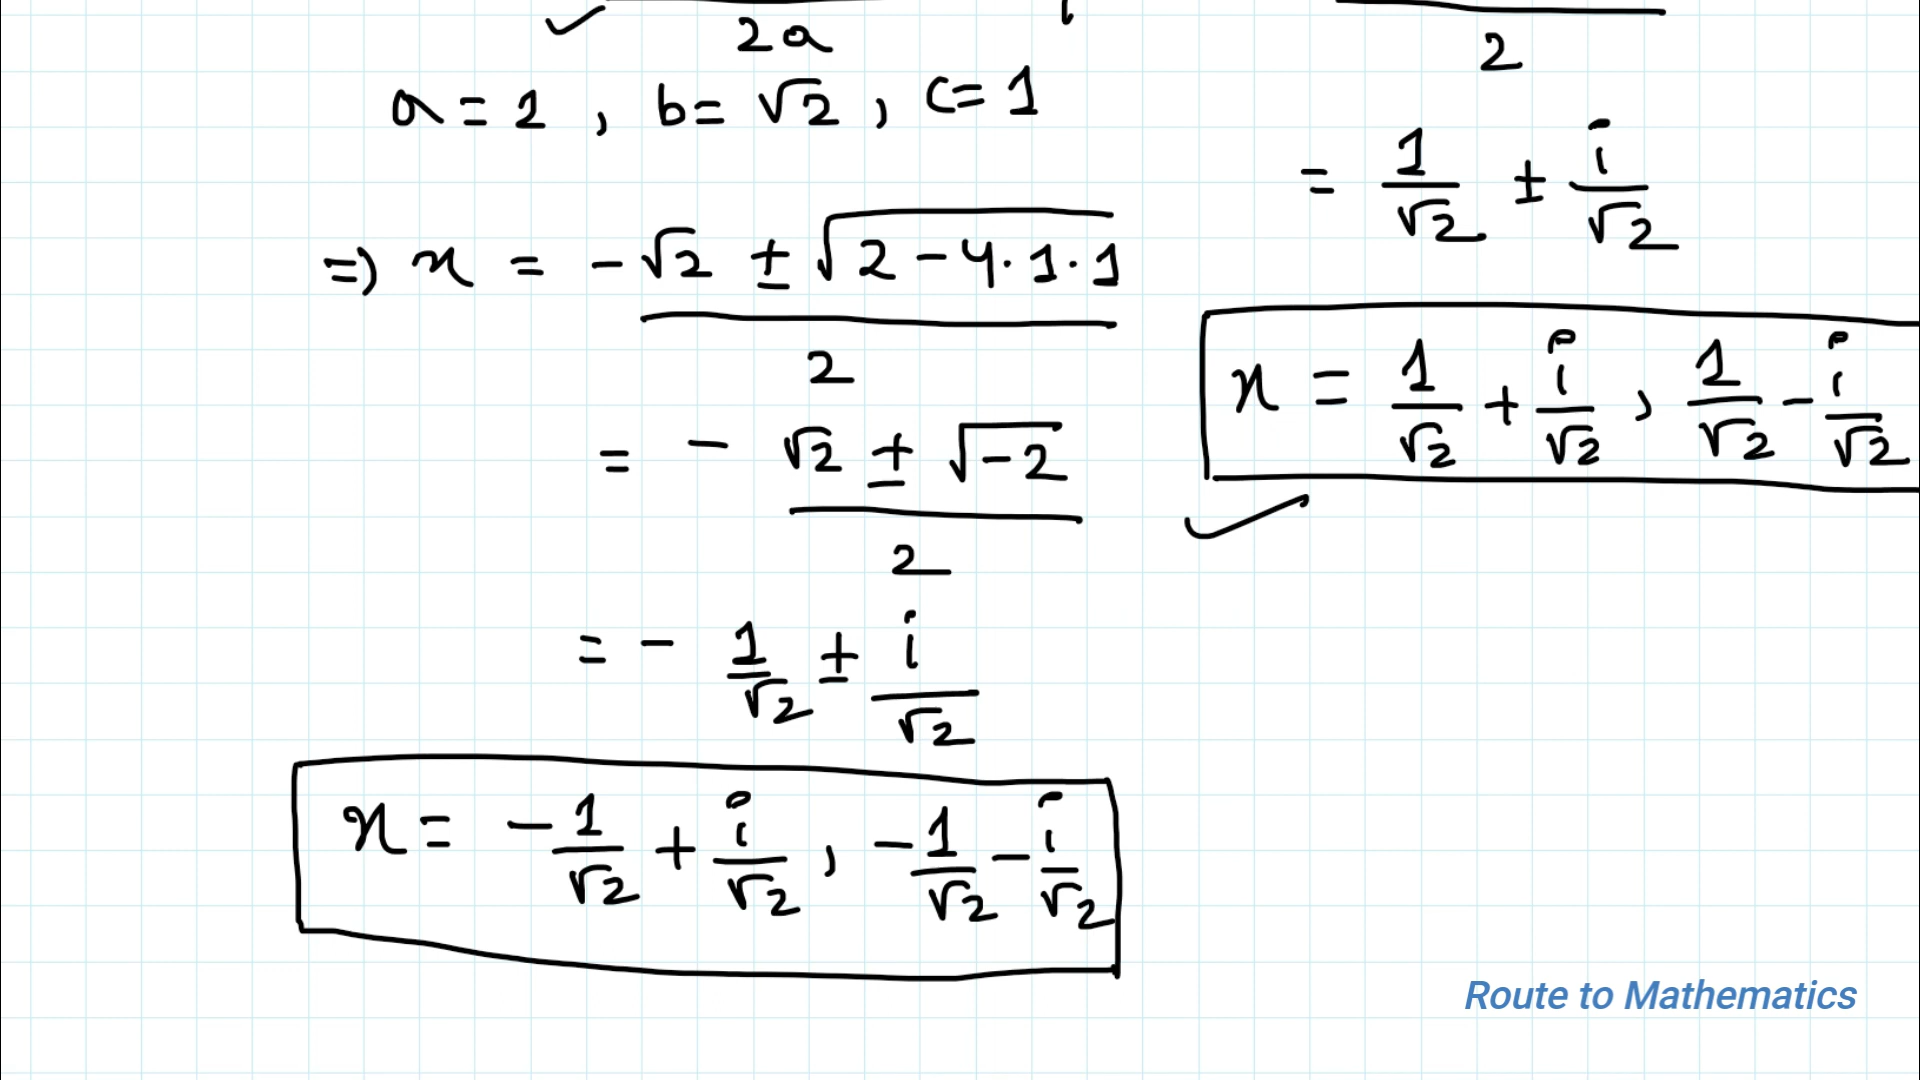 2a
a = 1 , b = √2 , c = 1
=) x = -√2 ± √2 - 4·1·1
2
= - √2 ± √-2
2
= - 1/√2 ± i/√2
x = -1/√2 + i/√2 , -1/√2 - i/√2
2
= 1/√2 ± i/√2
x = 1/√2 + i/√2 , 1/√2 - i/√2
Route to Mathematics